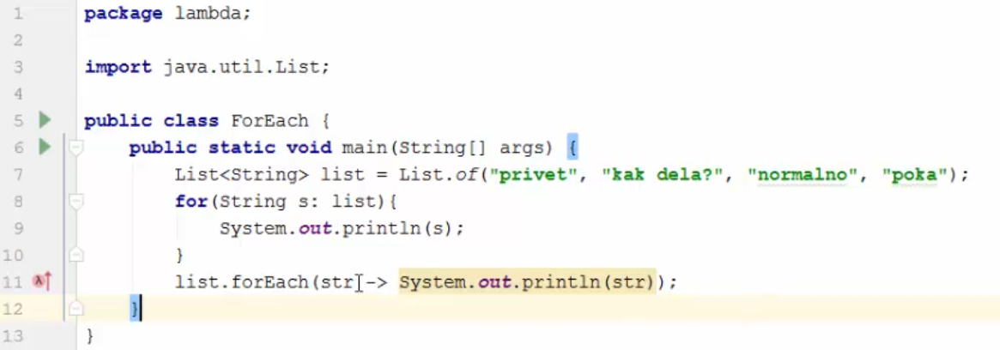 1 package lambda;
2
3 import java.util.List;
4
5 public class ForEach {
6     public static void main(String[] args) {
7         List<String> list = List.of("privet", "kak dela?", "normalno", "poka");
8         for(String s: list){
9             System.out.println(s);
10         }
11         list.forEach(str -> System.out.println(str));
12     }
13 }